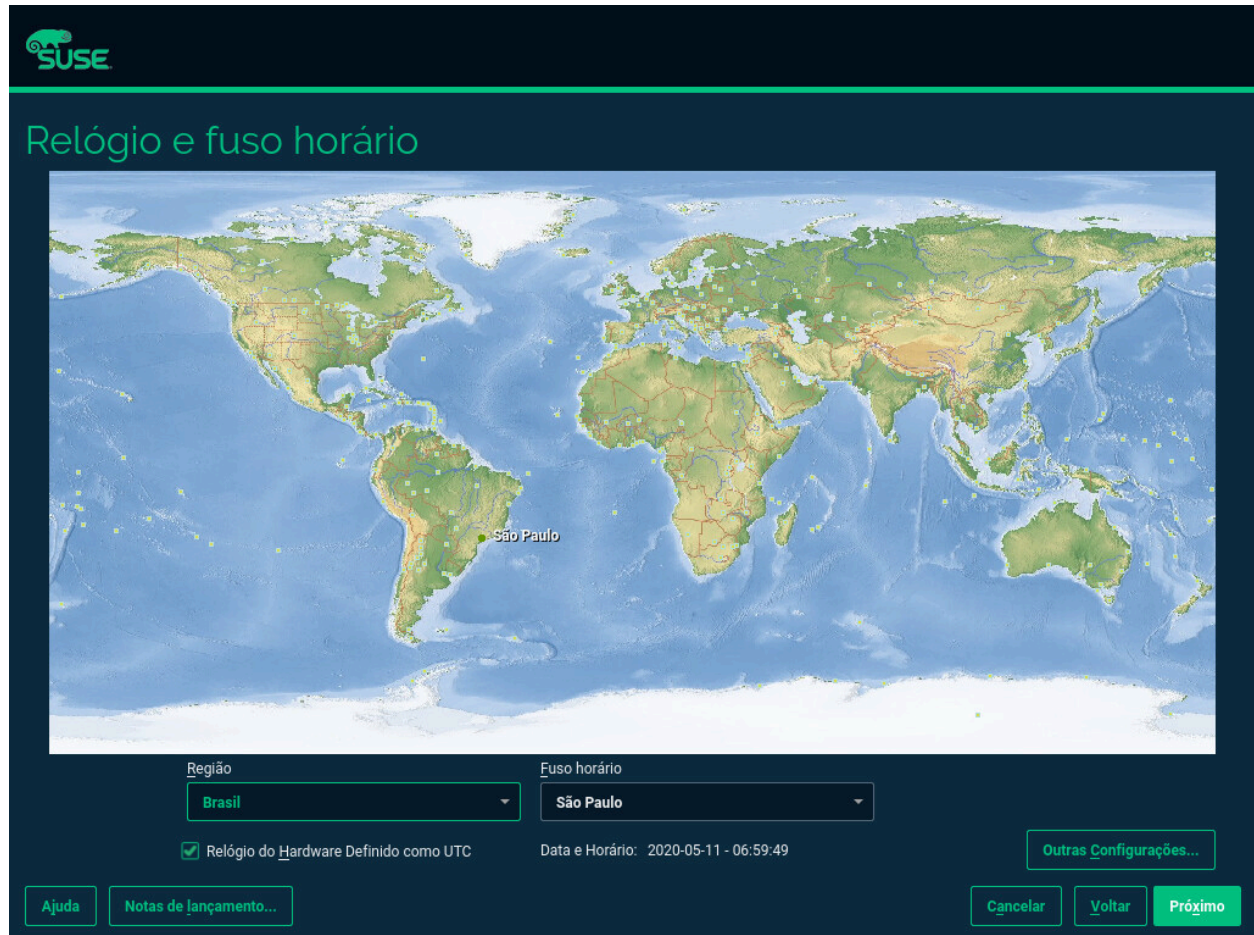 SUSE
Relógio e fuso horário
São Paulo
Região
Fuso horário
Brasil
São Paulo
Relógio do Hardware Definido como UTC
Data e Horário: 2020-05-11 - 06:59:49
Outras Configurações...
Ajuda
Notas de lançamento...
Cancelar
Voltar
Próximo